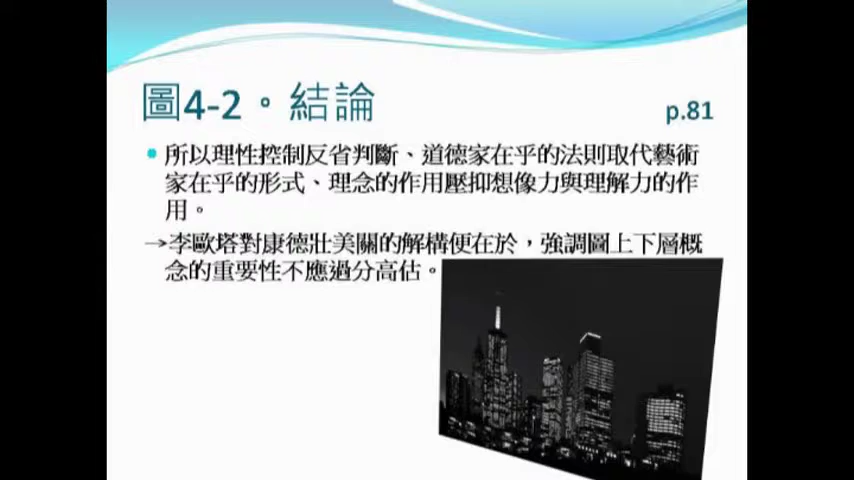 圖4-2。結論
p.81
所以理性控制反省判斷、道德家在乎的法則取代藝術
家在乎的形式、理念的作用壓抑想像力與理解力的作
用。
→李歐塔對康德壯美關的解構便在於，強調圖上下層概
念的重要性不應過分高估。